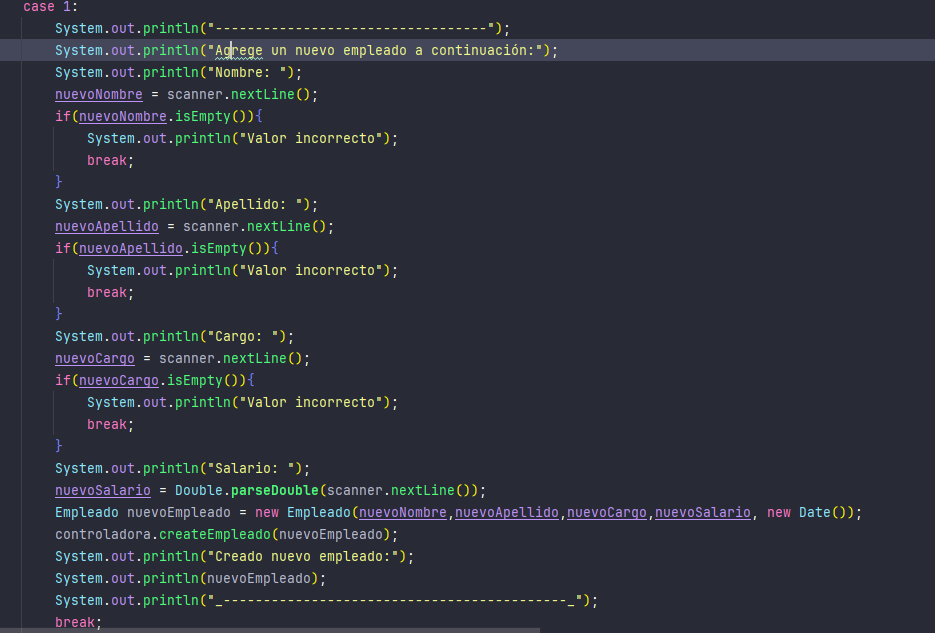 case 1:
System.out.println("----------------------------------");
System.out.println("Agrege un nuevo empleado a continuación:");
System.out.println("Nombre: ");
nuevoNombre = scanner.nextLine();
if(nuevoNombre.isEmpty()){
System.out.println("Valor incorrecto");
break;
}
System.out.println("Apellido: ");
nuevoApellido = scanner.nextLine();
if(nuevoApellido.isEmpty()){
System.out.println("Valor incorrecto");
break;
}
System.out.println("Cargo: ");
nuevoCargo = scanner.nextLine();
if(nuevoCargo.isEmpty()){
System.out.println("Valor incorrecto");
break;
}
System.out.println("Salario: ");
nuevoSalario = Double.parseDouble(scanner.nextLine());
Empleado nuevoEmpleado = new Empleado(nuevoNombre,nuevoApellido,nuevoCargo,nuevoSalario, new Date());
controladora.createEmpleado(nuevoEmpleado);
System.out.println("Creado nuevo empleado:");
System.out.println(nuevoEmpleado);
System.out.println("_-------------------------------------------_");
break;